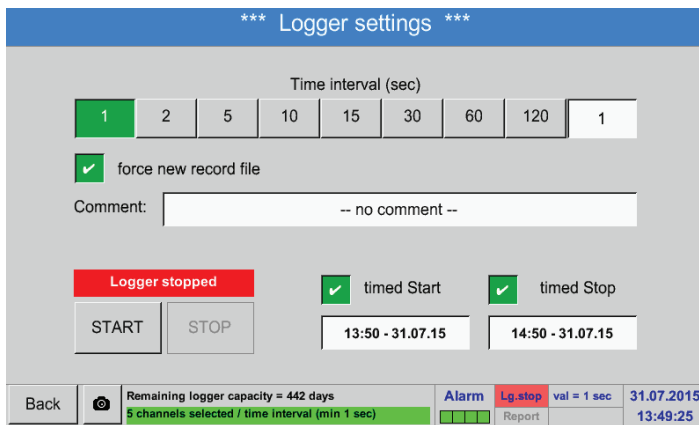 *** Logger settings ***
Time interval (sec)
1 2 5 10 15 30 60 120 1
force new record file
Comment: -- no comment --
Logger stopped
timed Start timed Stop
START STOP
13:50 - 31.07.15 14:50 - 31.07.15
Back
Remaining logger capacity = 442 days
5 channels selected / time interval (min 1 sec)
Alarm Lg.stop val = 1 sec 31.07.2015
Report 13:49:25